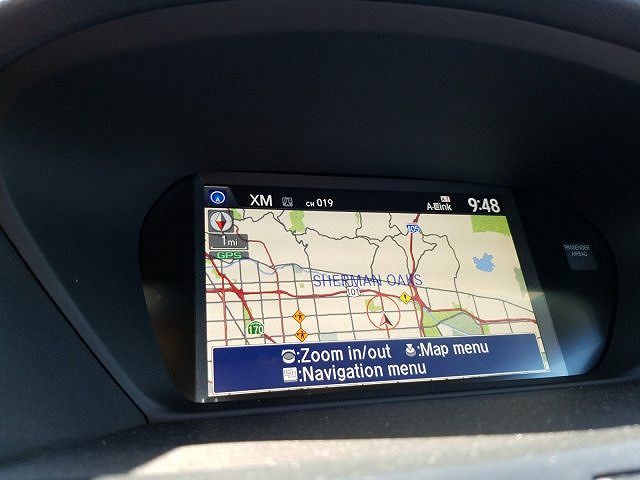 XM CH 019 A-Link 9:48
1mi
GPS
405
SHERMAN OAKS
101
170
:Zoom in/out :Map menu
:Navigation menu
PASSENGER
AIRBAG